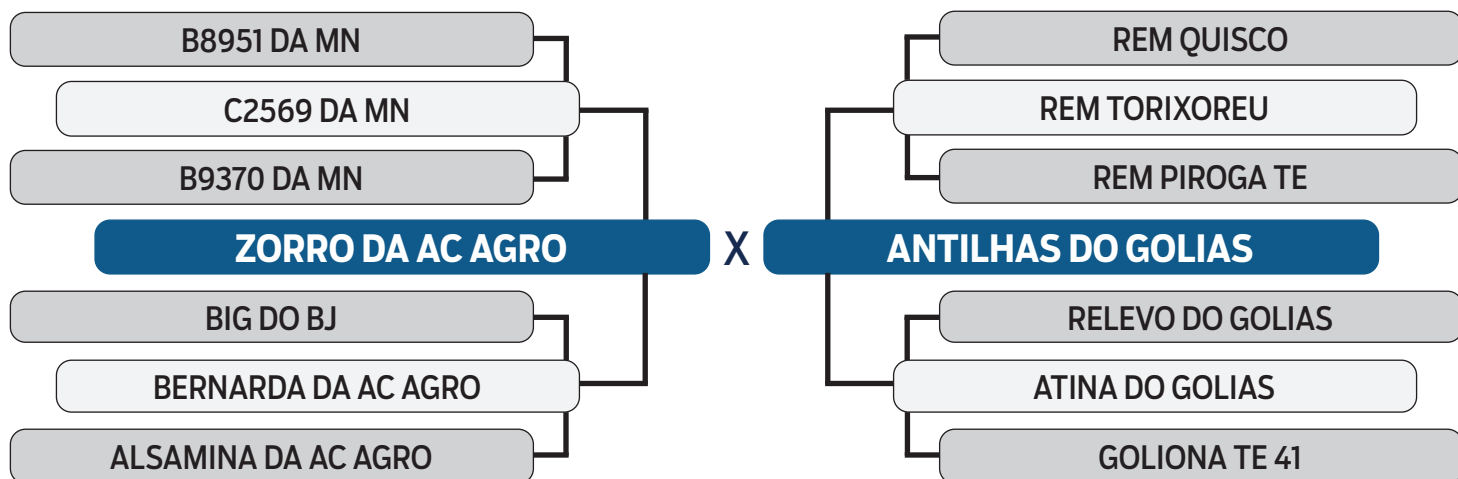 B8951 DA MN
C2569 DA MN
B9370 DA MN
ZORRO DA AC AGRO
BIG DO BJ
BERNARDA DA AC AGRO
ALSAMINA DA AC AGRO
X
REM QUISCO
REM TORIXOREU
REM PIROGA TE
ANTILHAS DO GOLIAS
RELEVO DO GOLIAS
ATINA DO GOLIAS
GOLIONA TE 41